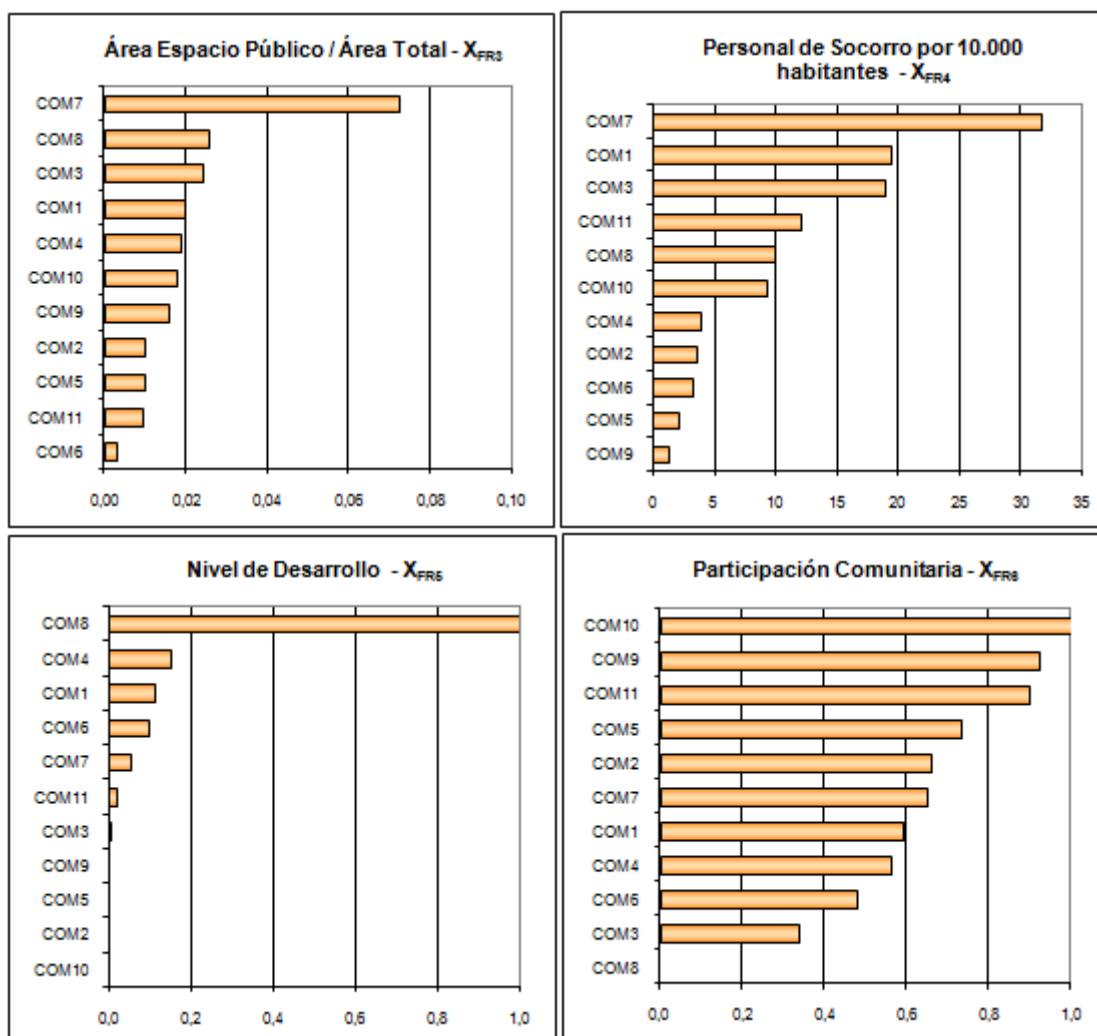 Área Espacio Público / Área Total - XFR3
COM7
COM8
COM3
COM1
COM4
COM10
COM9
COM2
COM5
COM11
COM6
0,00 0,02 0,04 0,06 0,08 0,10
Personal de Socorro por 10.000
habitantes - XFR4
COM7
COM1
COM3
COM11
COM8
COM10
COM4
COM2
COM6
COM5
COM9
0 5 10 15 20 25 30 35
Nivel de Desarrollo - XFR5
COM8
COM4
COM1
COM6
COM7
COM11
COM3
COM9
COM5
COM2
COM10
0,0 0,2 0,4 0,6 0,8 1,0
Participación Comunitaria - XFR6
COM10
COM9
COM11
COM5
COM2
COM7
COM1
COM4
COM6
COM3
COM8
0,0 0,2 0,4 0,6 0,8 1,0